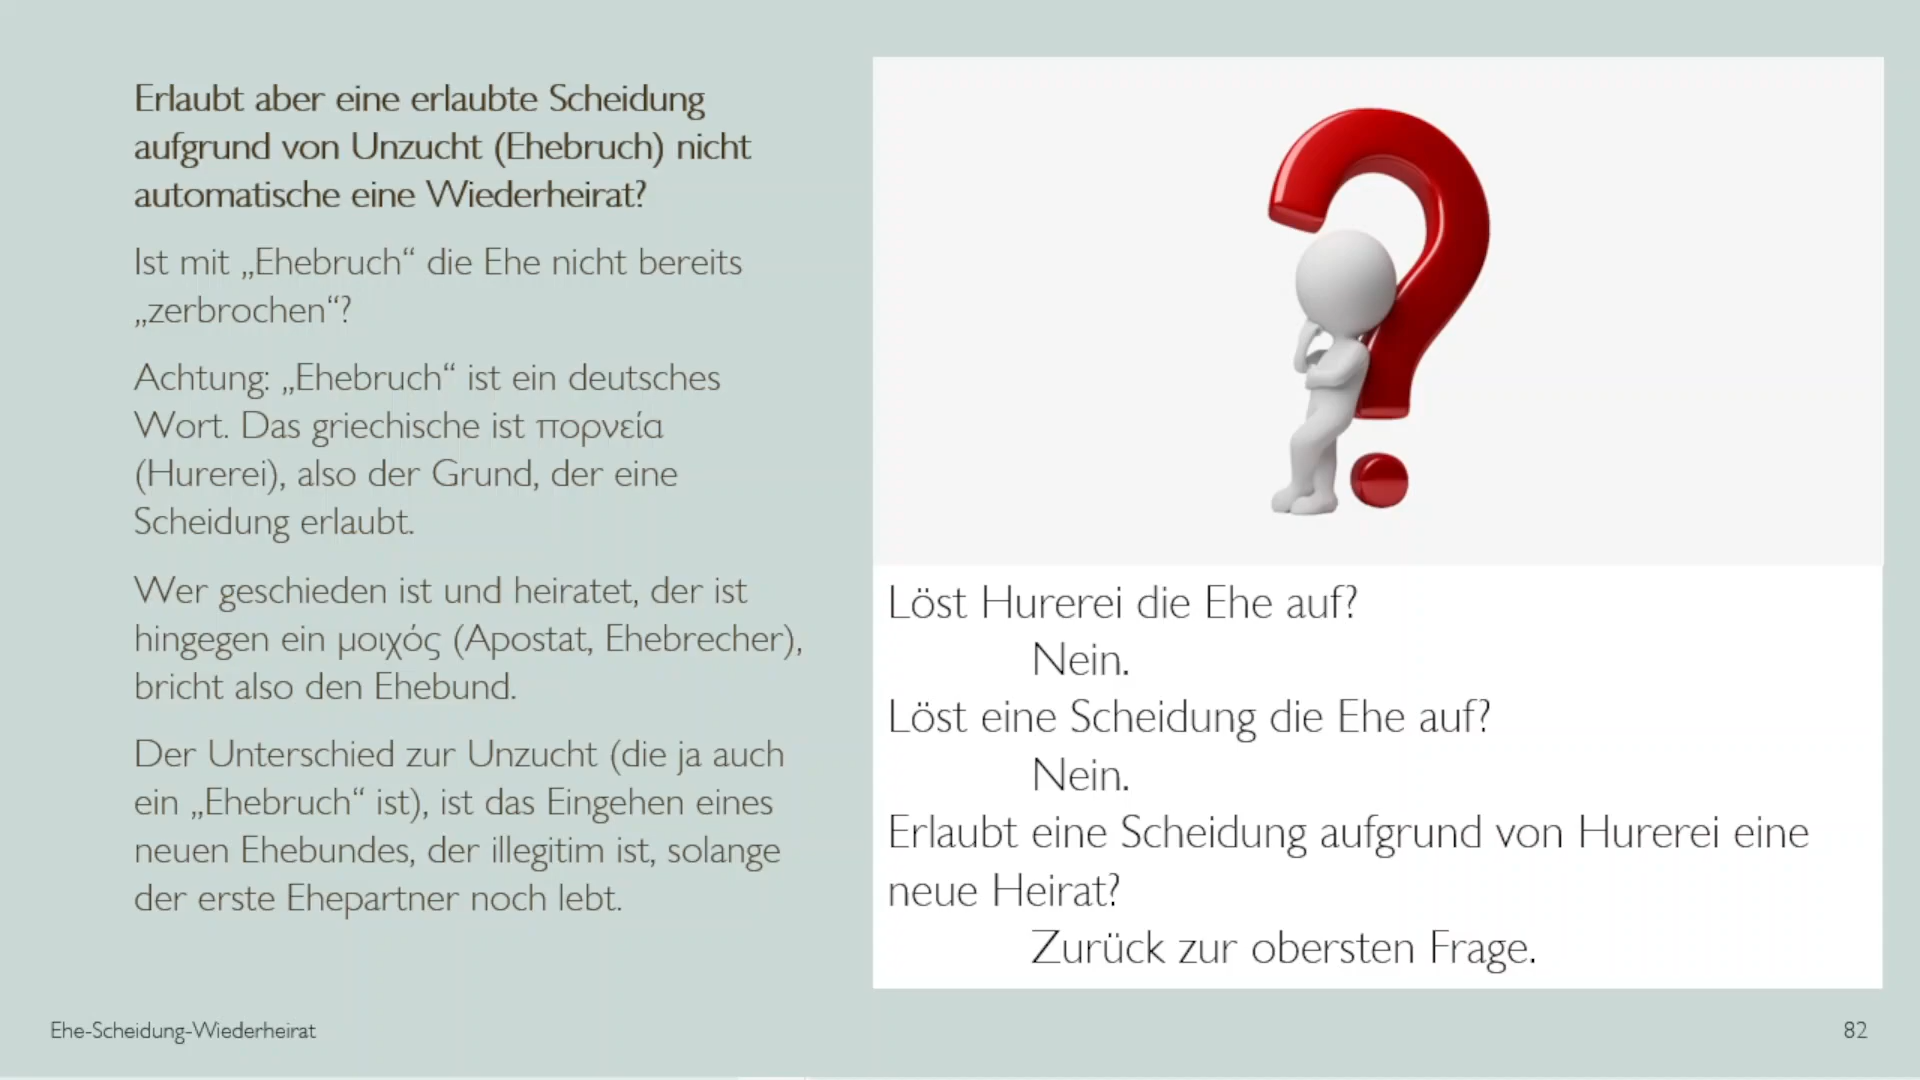 Erlaubt aber eine erlaubte Scheidung
aufgrund von Unzucht (Ehebruch) nicht
automatische eine Wiederheirat?
Ist mit „Ehebruch“ die Ehe nicht bereits
„zerbrochen“?
Achtung: „Ehebruch“ ist ein deutsches
Wort. Das griechische ist πορνεία
(Hurerei), also der Grund, der eine
Scheidung erlaubt.
Wer geschieden ist und heiratet, der ist
hingegen ein μοιχός (Apostat, Ehebrecher),
bricht also den Ehebund.
Der Unterschied zur Unzucht (die ja auch
ein „Ehebruch“ ist), ist das Eingehen eines
neuen Ehebundes, der illegitim ist, solange
der erste Ehepartner noch lebt.
Löst Hurerei die Ehe auf?
Nein.
Löst eine Scheidung die Ehe auf?
Nein.
Erlaubt eine Scheidung aufgrund von Hurerei eine
neue Heirat?
Zurück zur obersten Frage.
Ehe-Scheidung-Wiederheirat
82